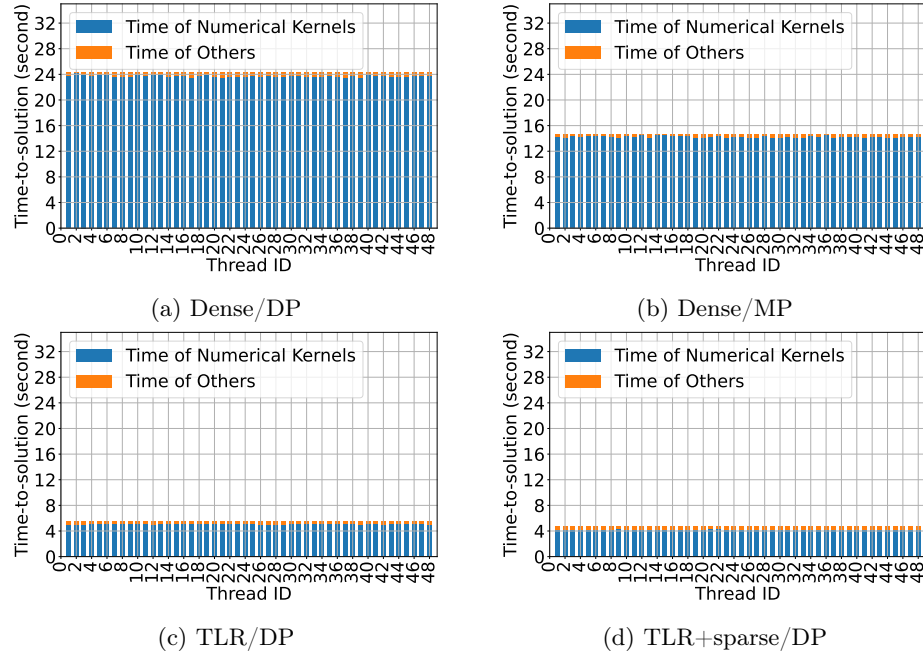 32
28
24
20
16
12
8
4
0
Time-to-solution (second)
Time of Numerical Kernels
Time of Others
0 2 4 6 8 10 12 14 16 18 20 22 24 26 28 30 32 34 36 38 40 42 44 46 48
Thread ID
(a) Dense/DP
32
28
24
20
16
12
8
4
0
Time-to-solution (second)
Time of Numerical Kernels
Time of Others
0 2 4 6 8 10 12 14 16 18 20 22 24 26 28 30 32 34 36 38 40 42 44 46 48
Thread ID
(b) Dense/MP
32
28
24
20
16
12
8
4
0
Time-to-solution (second)
Time of Numerical Kernels
Time of Others
0 2 4 6 8 10 12 14 16 18 20 22 24 26 28 30 32 34 36 38 40 42 44 46 48
Thread ID
(c) TLR/DP
32
28
24
20
16
12
8
4
0
Time-to-solution (second)
Time of Numerical Kernels
Time of Others
0 2 4 6 8 10 12 14 16 18 20 22 24 26 28 30 32 34 36 38 40 42 44 46 48
Thread ID
(d) TLR+sparse/DP